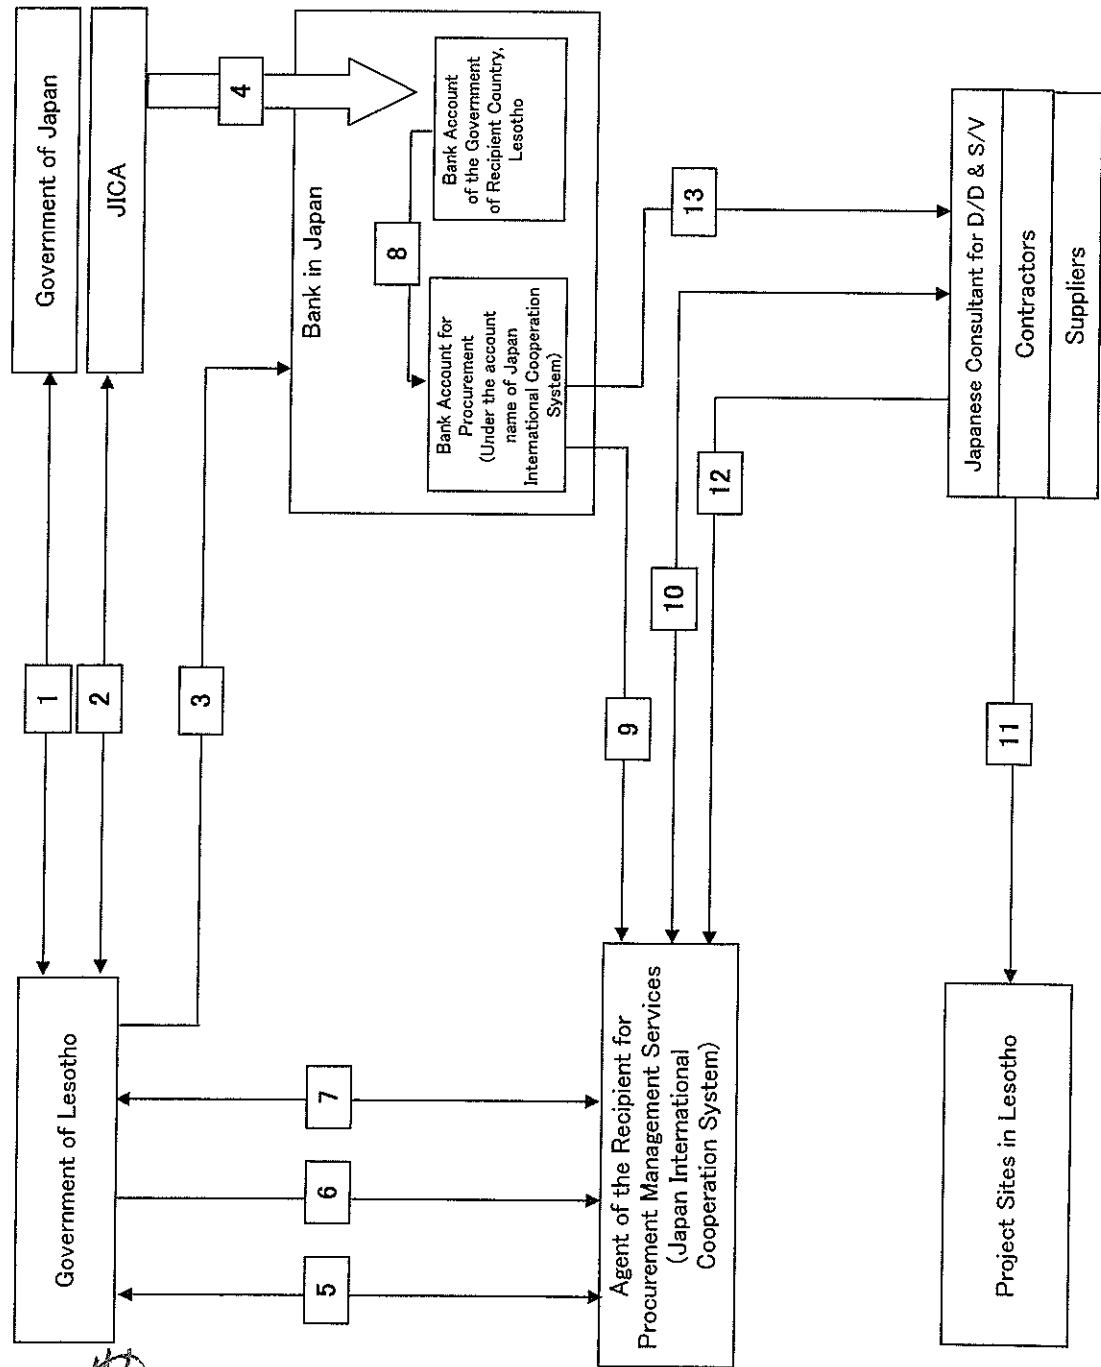 Government of Lesotho
1
2
Government of Japan
JICA
3
4
Bank in Japan
Bank Account
of the Government
of Recipient Country,
Lesotho
8
Bank Account for
Procurement
(Under the account
name of Japan
International Cooperation
System)
5
6
7
9
10
12
13
Agent of the Recipient for
Procurement Management Services
(Japan International
Cooperation System)
Japanese Consultant for D/D & S/V
Contractors
Suppliers
11
Project Sites in Lesotho